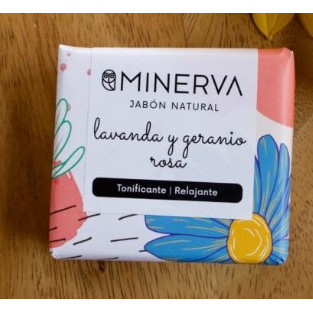 MINERVA
JABÓN NATURAL
lavanda y geranio
rosa
Tonificante | Relajante